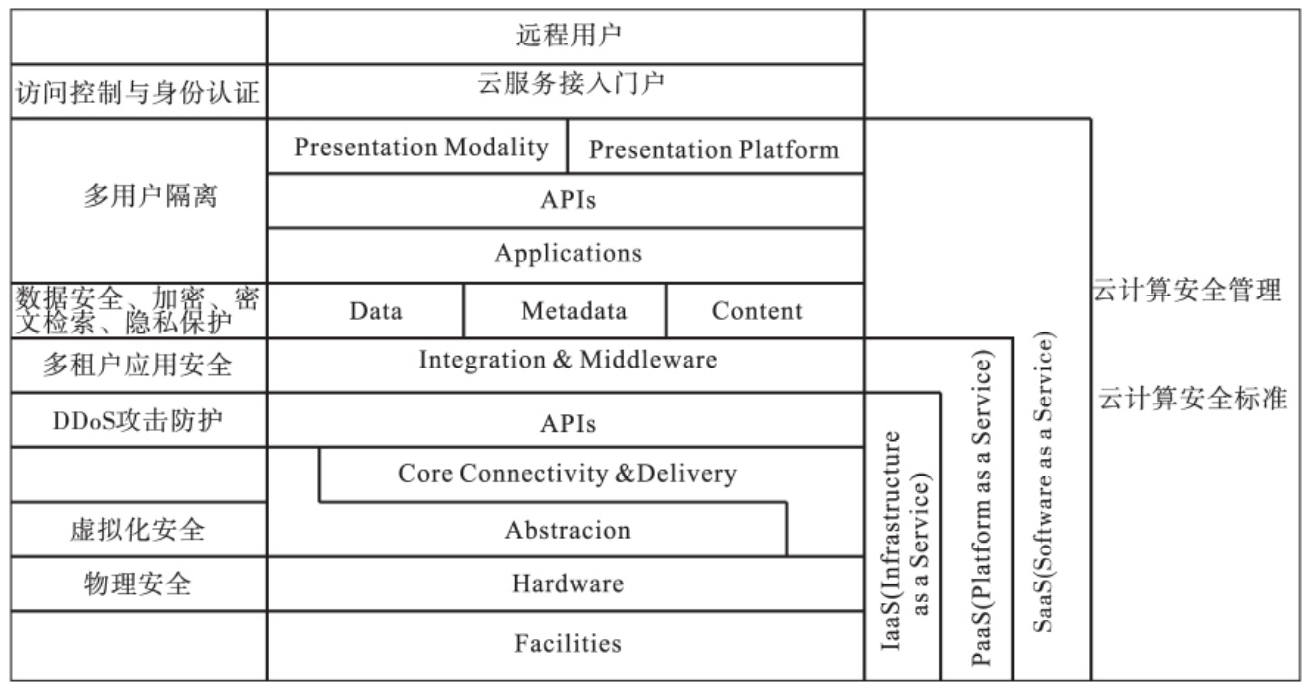 远程用户
访问控制与身份认证
云服务接入门户
多用户隔离
Presentation Modality
Presentation Platform
APIs
Applications
数据安全、加密、密
文检索、隐私保护
Data
Metadata
Content
多租户应用安全
Integration & Middleware
DDoS攻击防护
APIs
Core Connectivity &Delivery
虚拟化安全
Abstracion
物理安全
Hardware
Facilities
IaaS(Infrastructure
as a Service)
PaaS(Platform as a Service)
SaaS(Software as a Service)
云计算安全管理
云计算安全标准